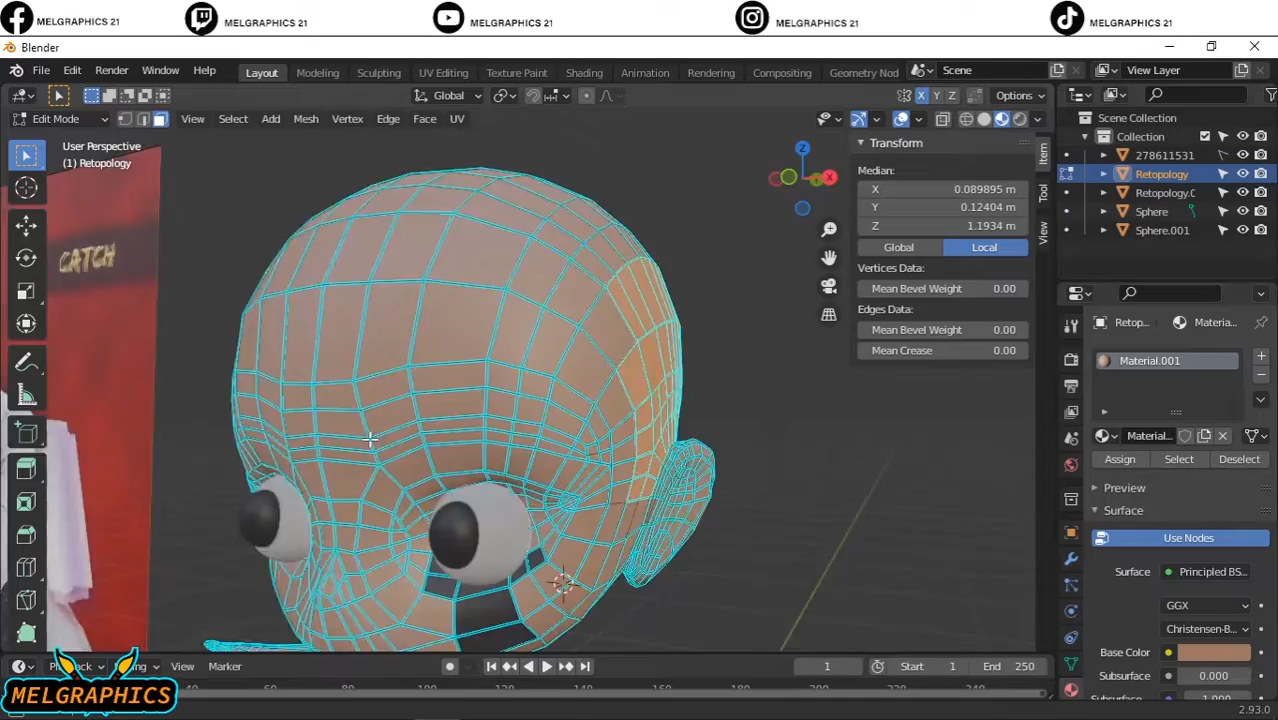 MELGRAPHICS 21 MELGRAPHICS 21 MELGRAPHICS 21 MELGRAPHICS 21 MELGRAPHICS 21
Blender
File Edit Render Window Help Layout Modeling Sculpting UV Editing Texture Paint Shading Animation Rendering Compositing Geometry Nod Scene View Layer
Global X Y Z Options
Edit Mode View Select Add Mesh Vertex Edge Face UV
User Perspective
(1) Retopology
CATCH
Z
X
Transform
Median:
X 0.089895 m
Y 0.12404 m
Z 1.1934 m
Global Local
Vertices Data:
Mean Bevel Weight 0.00
Edges Data:
Mean Bevel Weight 0.00
Mean Crease 0.00
Item
Tool
View
Scene Collection
Collection
278611531
Retopology
Retopology.0
Sphere
Sphere.001
Retop... Materia...
Material.001
Material...
Assign Select Deselect
Preview
Surface
Use Nodes
Surface Principled BS...
GGX
Christensen-B...
Base Color
Subsurface 0.000
View Marker 1 Start 1 End 250
160 180 200 220 240
MELGRAPHICS
2.93.0